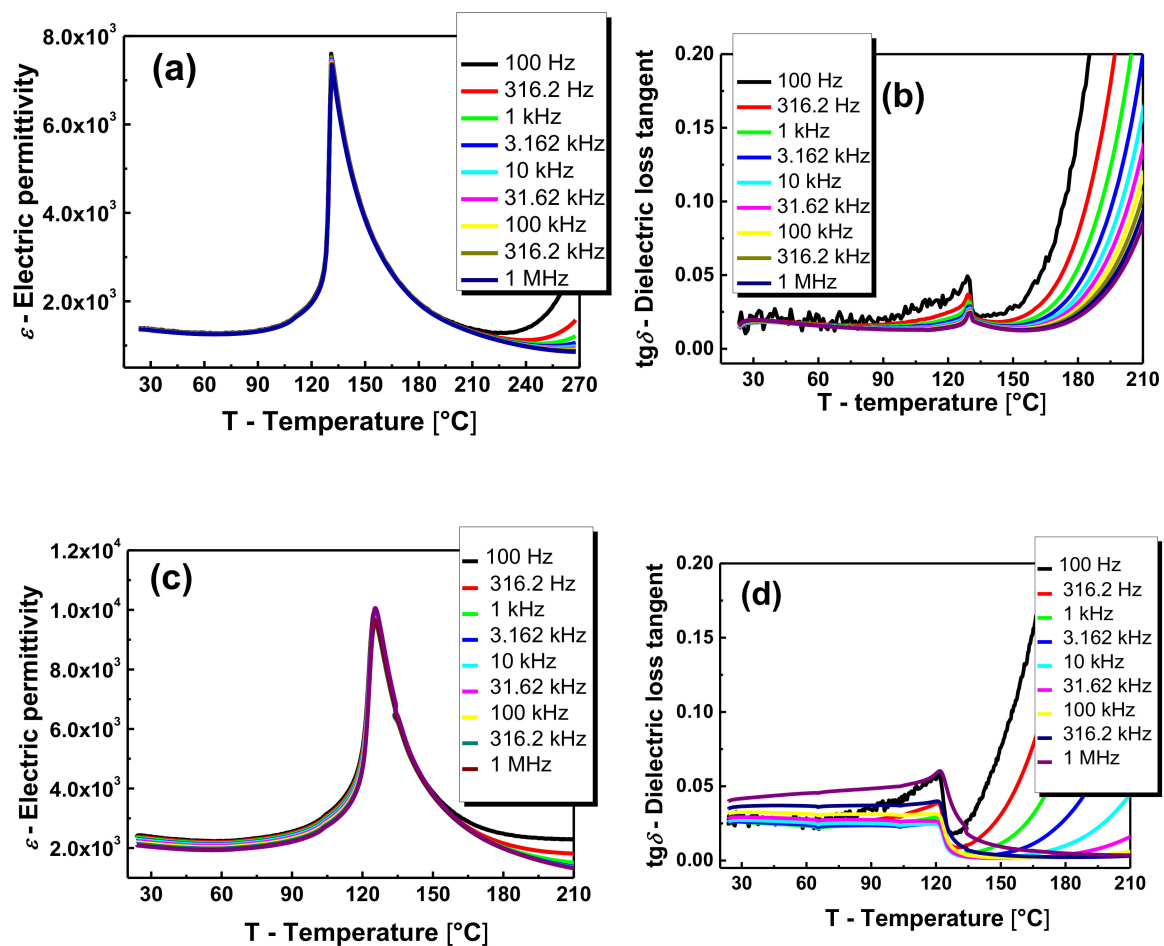 (a)
ε - Electric permittivity
8.0x10³
6.0x10³
4.0x10³
2.0x10³
30 60 90 120 150 180 210 240 270
T - Temperature [°C]
100 Hz
316.2 Hz
1 kHz
3.162 kHz
10 kHz
31.62 kHz
100 kHz
316.2 kHz
1 MHz
(b)
tgδ - Dielectric loss tangent
0.20
0.15
0.10
0.05
0.00
30 60 90 120 150 180 210
T - temperature [°C]
100 Hz
316.2 Hz
1 kHz
3.162 kHz
10 kHz
31.62 kHz
100 kHz
316.2 kHz
1 MHz
(c)
ε - Electric permittivity
1.2x10⁴
1.0x10⁴
8.0x10³
6.0x10³
4.0x10³
2.0x10³
30 60 90 120 150 180 210
T - Temperature [°C]
100 Hz
316.2 Hz
1 kHz
3.162 kHz
10 kHz
31.62 kHz
100 kHz
316.2 kHz
1 MHz
(d)
tgδ - Dielectric loss tangent
0.20
0.15
0.10
0.05
0.00
30 60 90 120 150 180 210
T - Temperature [°C]
100 Hz
316.2 Hz
1 kHz
3.162 kHz
10 kHz
31.62 kHz
100 kHz
316.2 kHz
1 MHz